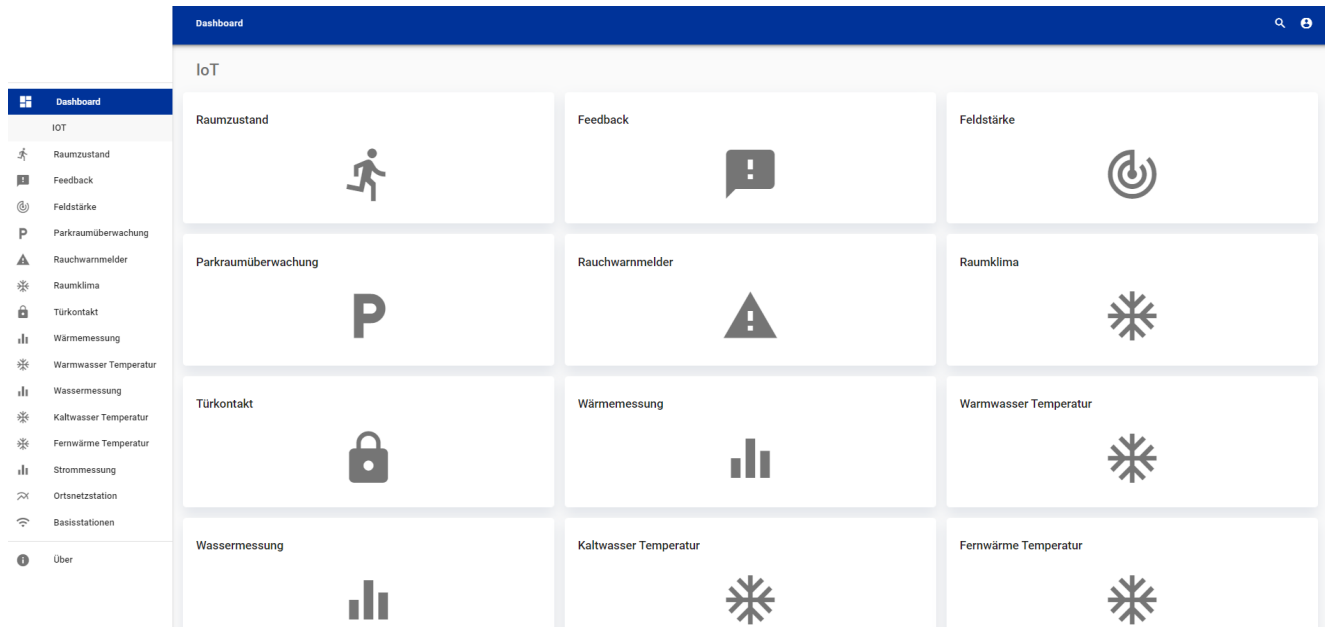 Dashboard
IoT
Dashboard
IOT
Raumzustand
Feedback
Feldstärke
Parkraumüberwachung
Rauchwarnmelder
Raumklima
Türkontakt
Wärmemessung
Warmwasser Temperatur
Wassermessung
Kaltwasser Temperatur
Fernwärme Temperatur
Strommessung
Ortsnetzstation
Basisstationen
Über
Raumzustand
Feedback
Feldstärke
Parkraumüberwachung
P
Rauchwarnmelder
Raumklima
Türkontakt
Wärmemessung
Warmwasser Temperatur
Wassermessung
Kaltwasser Temperatur
Fernwärme Temperatur